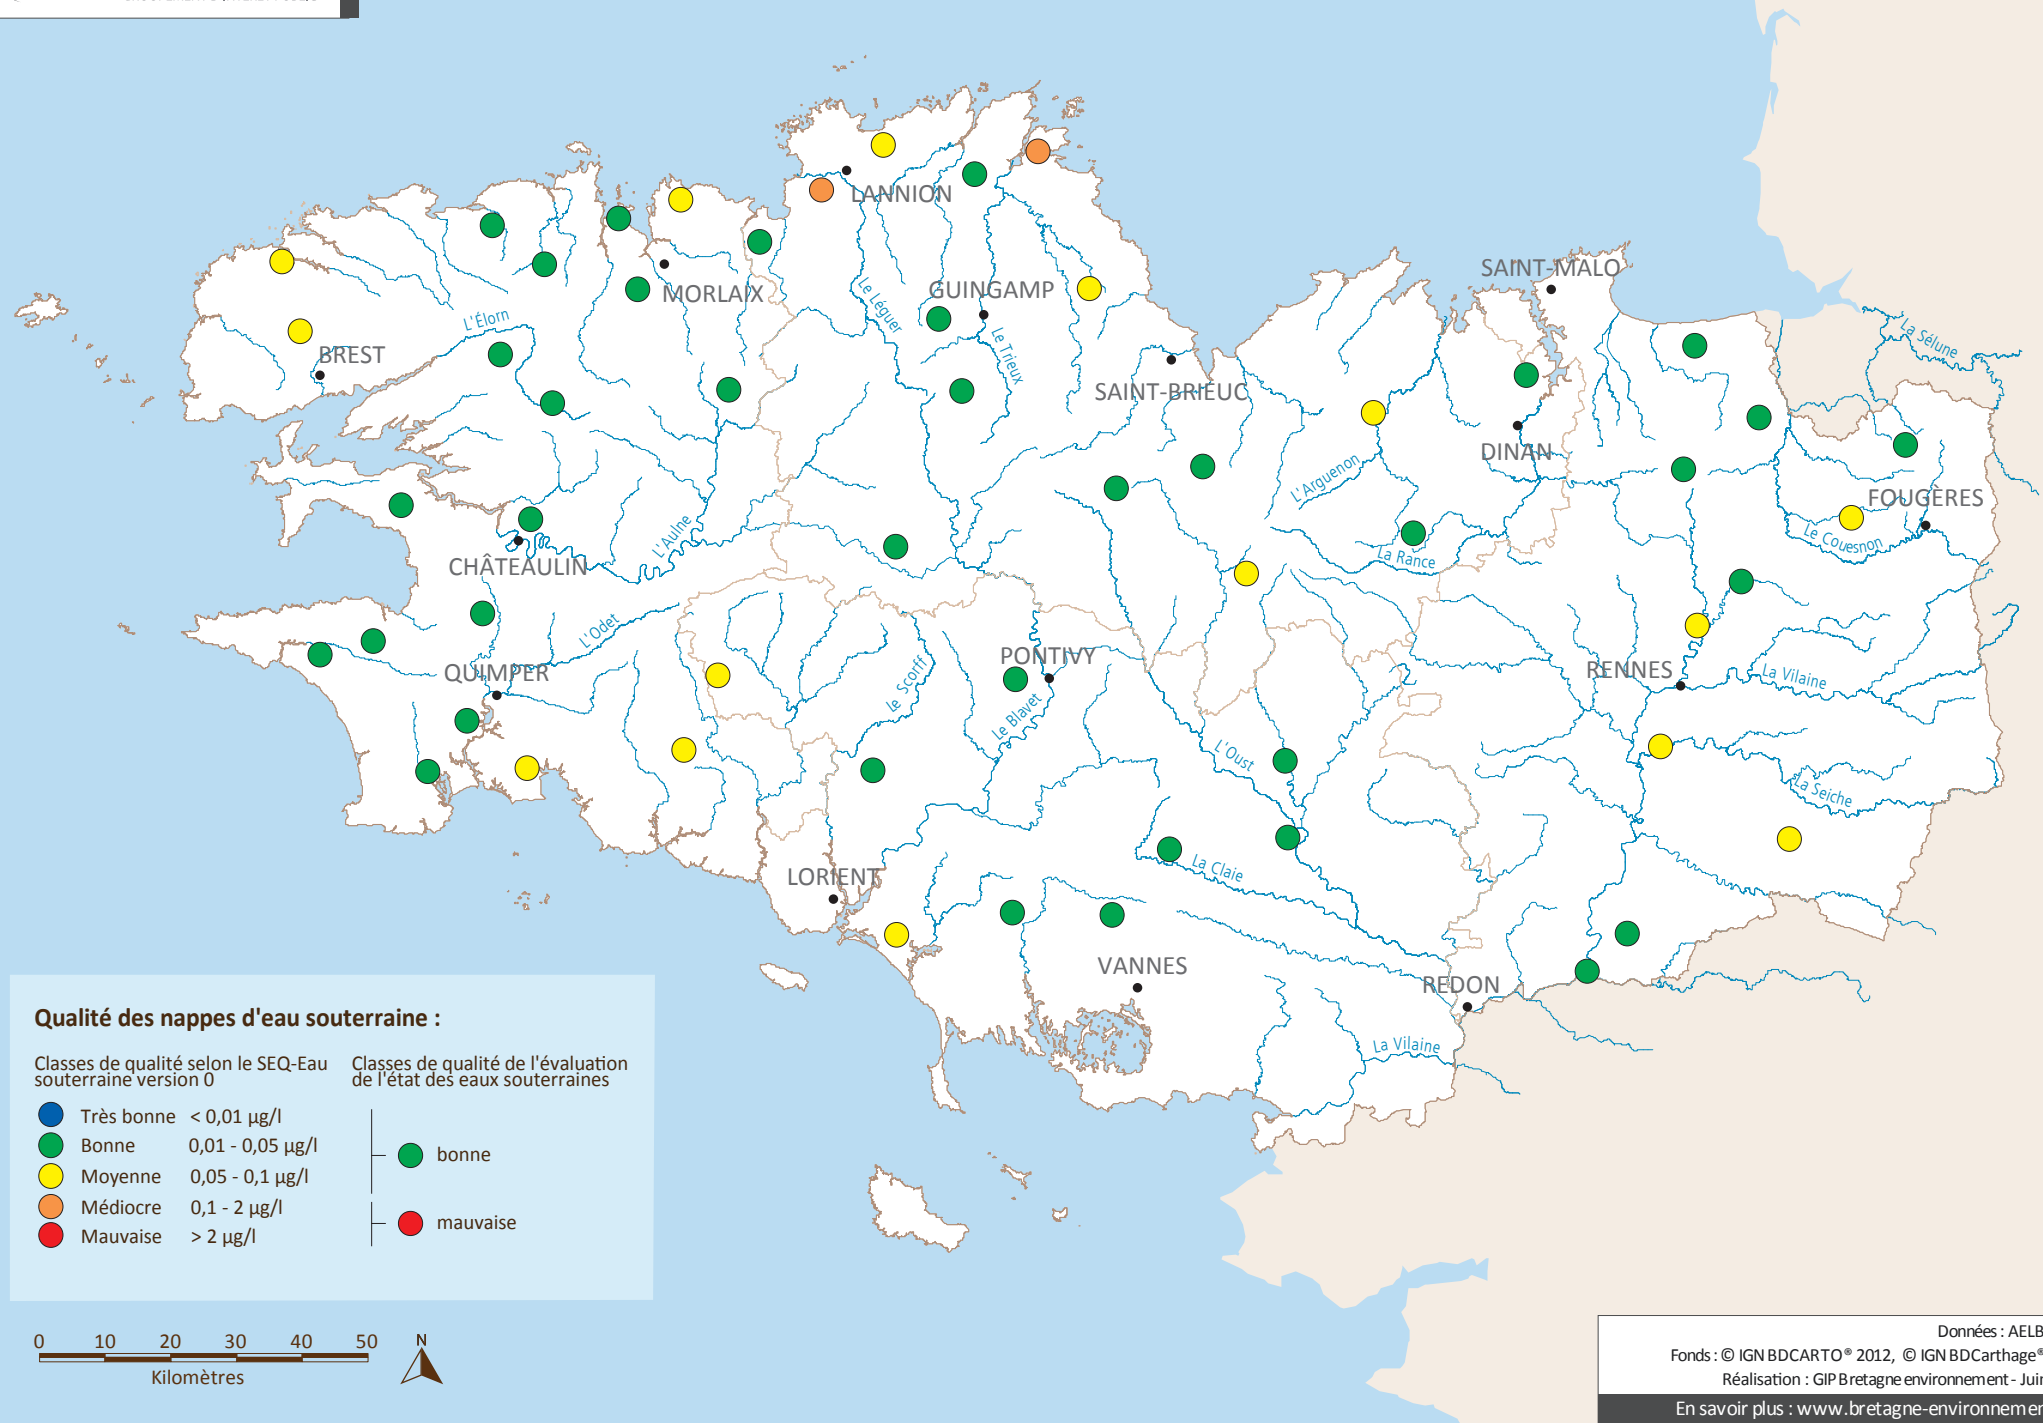 LANNION
MORLAIX
GUINGAMP
SAINT-MALO
Le Léguer
Le Trieux
L'Élorn
BREST
La Sélune
SAINT-BRIEUC
DINAN
L'Arguenon
FOUGÈRES
L'Aulne
Le Couesnon
La Rance
CHÂTEAULIN
L'Odet
QUIMPER
PONTIVY
Le Scorff
Le Blavet
RENNES
La Vilaine
L'Oust
La Seiche
La Claie
LORIENT
VANNES
REDON
La Vilaine
Qualité des nappes d'eau souterraine :
Classes de qualité selon le SEQ-Eau
souterraine version 0
Très bonne < 0,01 µg/l
Bonne 0,01 - 0,05 µg/l
Moyenne 0,05 - 0,1 µg/l
Médiocre 0,1 - 2 µg/l
Mauvaise > 2 µg/l
Classes de qualité de l'évaluation
de l'état des eaux souterraines
bonne
mauvaise
0 10 20 30 40 50
Kilomètres
N
Données : AELB
Fonds : © IGN BDCARTO® 2012, © IGN BDCarthage®
Réalisation : GIP Bretagne environnement - Jui
En savoir plus : www.bretagne-environnemen